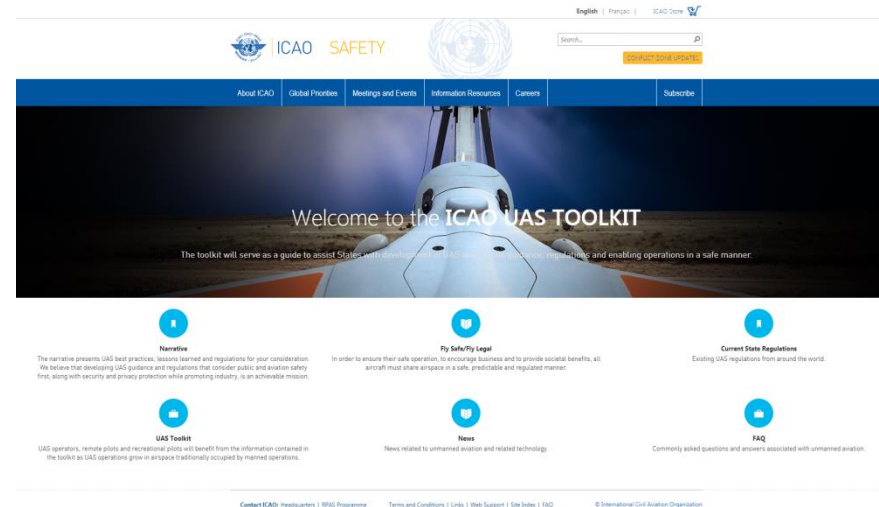 English | Français | ICAO Store
ICAO SAFETY
Search...
CONFLICT ZONE UPDATES
About ICAO Global Priorities Meetings and Events Information Resources Careers Subscribe
Welcome to the ICAO UAS TOOLKIT
The toolkit will serve as a guide to assist States with development of UAS guidance, regulations and enabling operations in a safe manner.
Narrative
The narrative presents UAS best practices, lessons learned and regulations for your consideration.
We believe that developing UAS guidance and regulations that consider public and aviation safety
first, along with security and privacy protection while promoting industry, is an achievable mission.
Fly Safe/Fly Legal
In order to ensure their safe operation, to encourage business and to provide societal benefits, all
aircraft must share airspace in a safe, predictable and regulated manner.
Current State Regulations
Existing UAS regulations from around the world.
UAS Toolkit
UAS operators, remote pilots and recreational pilots will benefit from the information contained in
the toolkit as UAS operations grow in airspace traditionally occupied by manned operations.
News
News related to unmanned aviation and related technology.
FAQ
Commonly asked questions and answers associated with unmanned aviation.
Contact ICAO: Headquarters | RPAS Programme Terms and Conditions | Links | Web Support | Site Index | FAQ © International Civil Aviation Organization